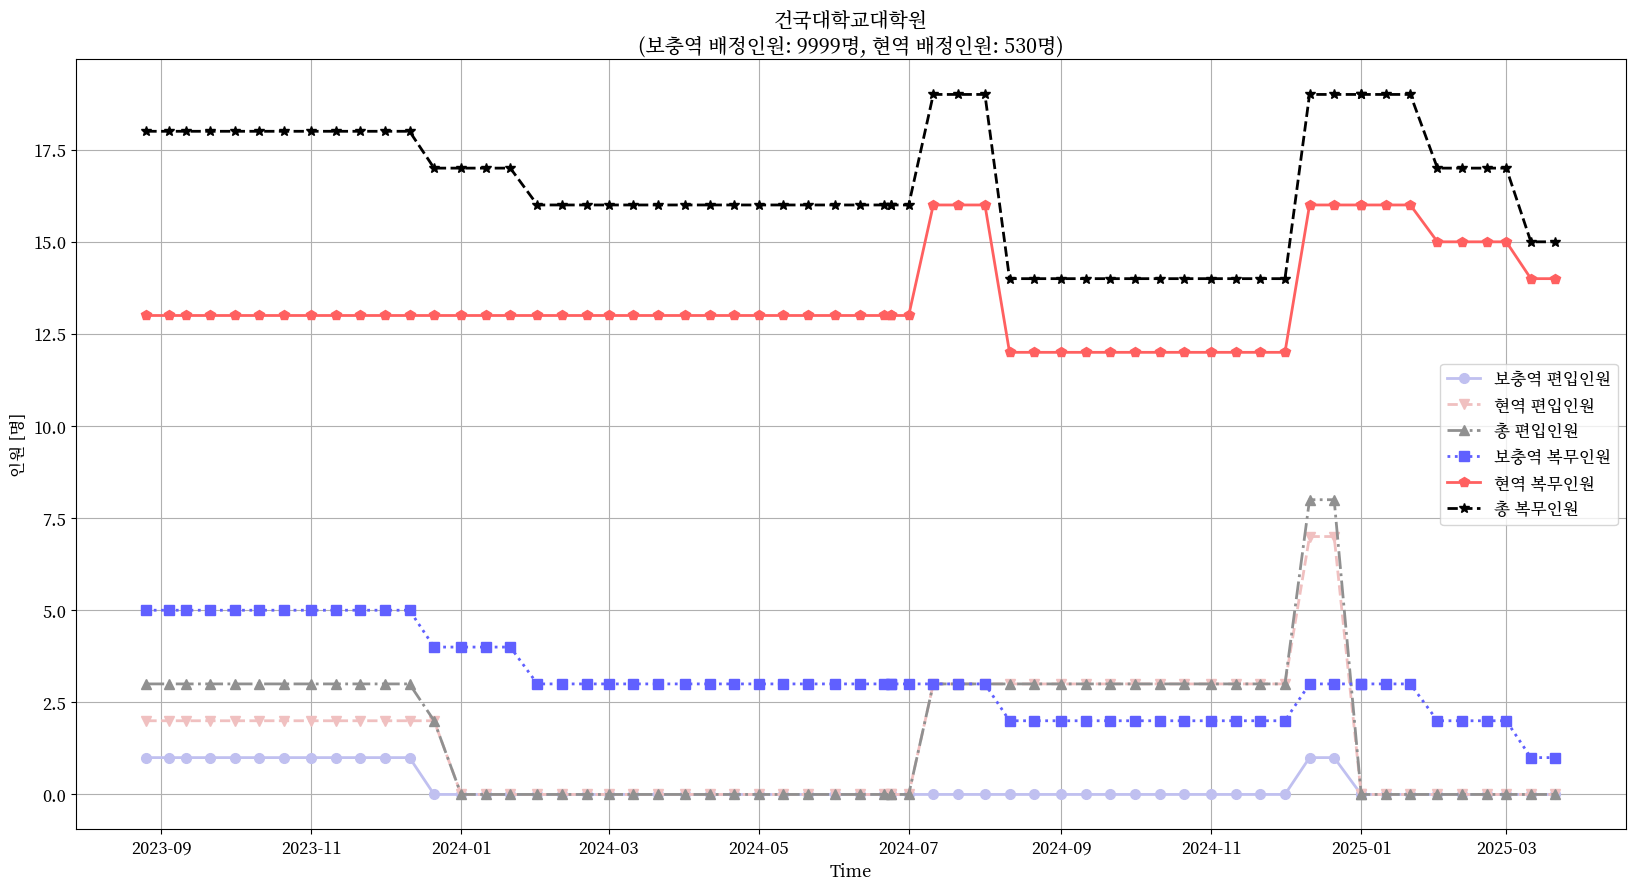 건국대학교대학원
(보충역 배정인원: 9999명, 현역 배정인원: 530명)
인원 [명]
17.5
15.0
12.5
10.0
7.5
5.0
2.5
0.0
보충역 편입인원
현역 편입인원
총 편입인원
보충역 복무인원
현역 복무인원
총 복무인원
2023-09
2023-11
2024-01
2024-03
2024-05
2024-07
2024-09
2024-11
2025-01
2025-03
Time